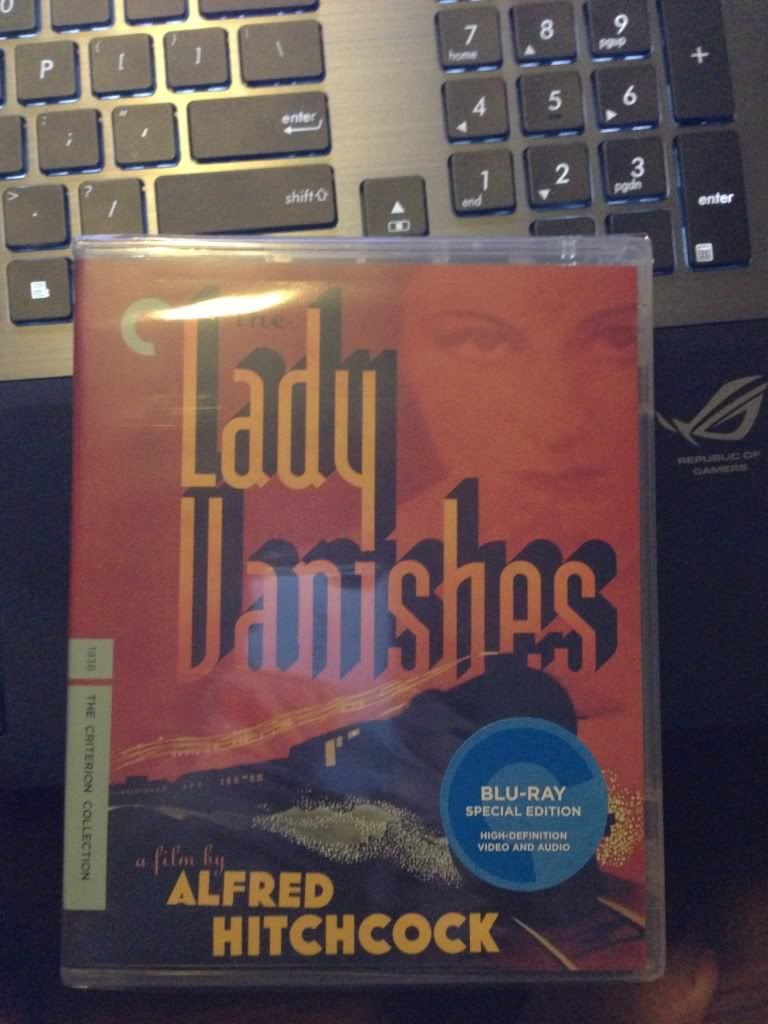 7
home
8
9
pgup
+
P
{
[
}
]
|
\
4
5
6
:
;
"
'
enter
1
end
2
3
pgdn
enter
>
.
?
/
shift
REPUBLIC OF
GAMERS
the
Lady
Vanishes
1938
THE CRITERION COLLECTION
BLU-RAY
SPECIAL EDITION
HIGH-DEFINITION
VIDEO AND AUDIO
a film by
ALFRED
HITCHCOCK